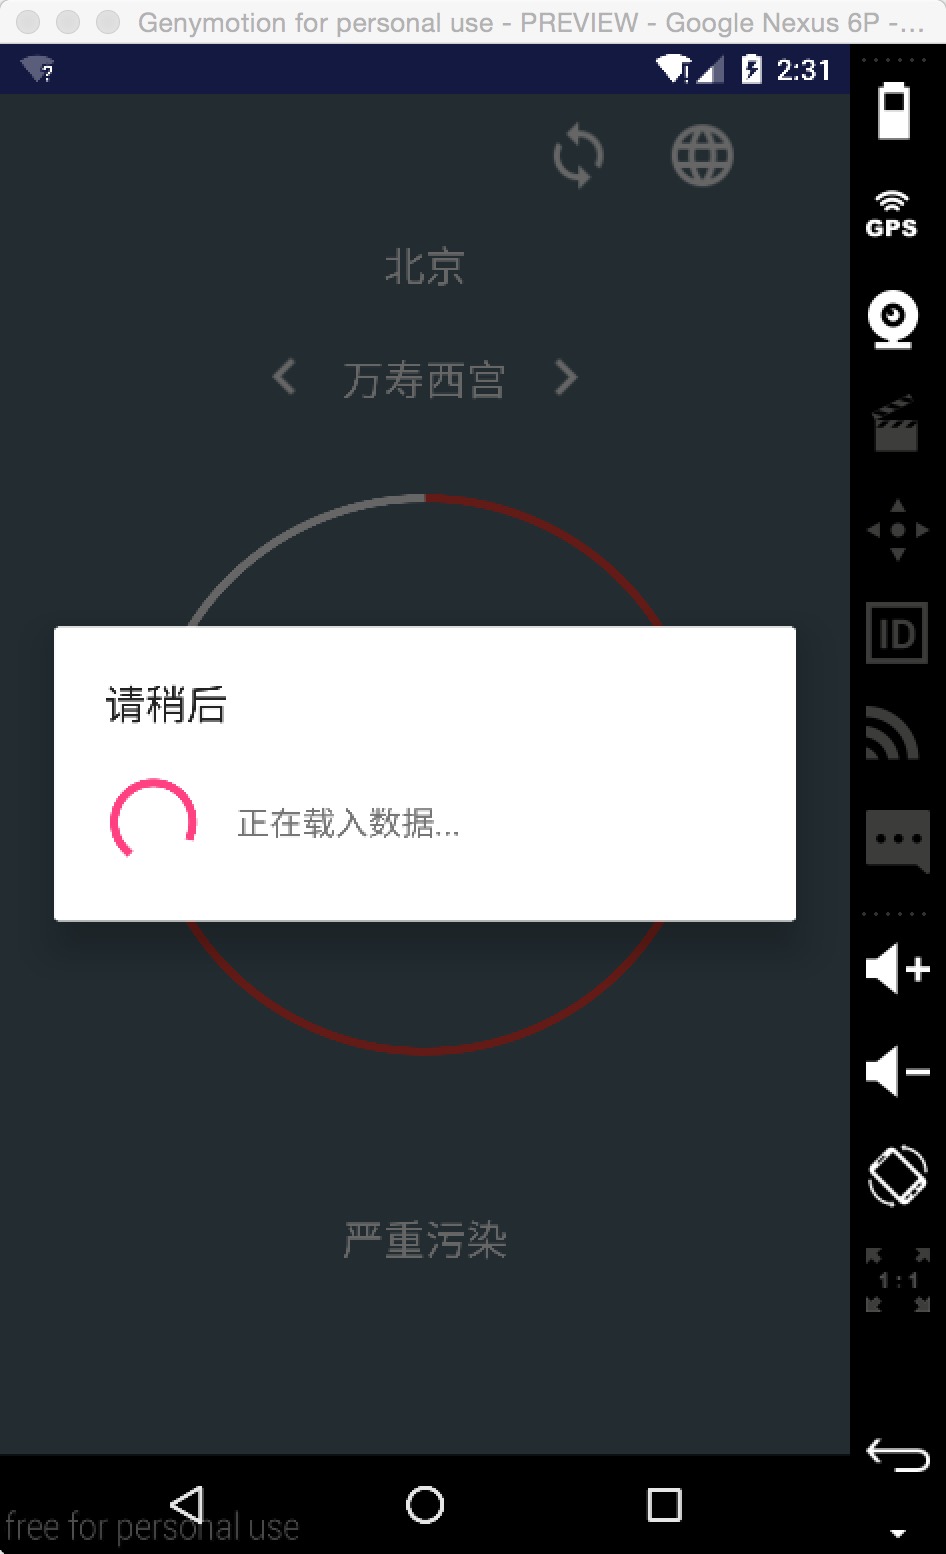 Genymotion for personal use - PREVIEW - Google Nexus 6P -...
2:31
GPS
北京
万寿西宫
ID
请稍后
正在载入数据...
严重污染
1:1
free for personal use